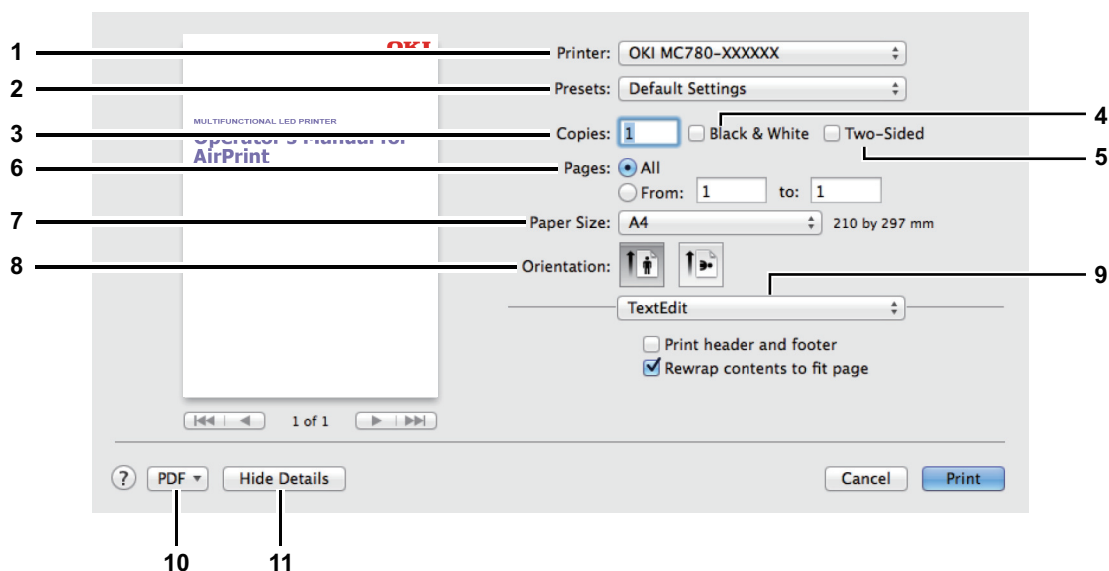 1
OKI
Printer: OKI MC780-XXXXXX
2
Presets: Default Settings
MULTIFUNCTIONAL LED PRINTER
Operator's Manual for
AirPrint
3
Copies: 1 Black & White Two-Sided
4
5
6
Pages: All
From: 1 to: 1
7
Paper Size: A4 210 by 297 mm
8
Orientation:
9
TextEdit
Print header and footer
Rewrap contents to fit page
1 of 1
? PDF Hide Details Cancel Print
10 11